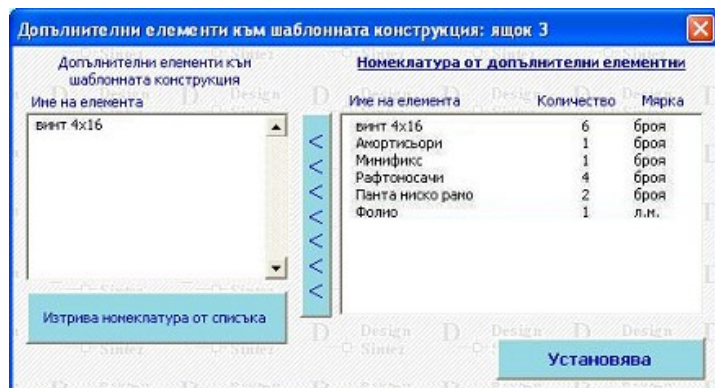 Допълнителни елементи към шаблонната конструкция: ящок 3
Допълнителни елементи към
шаблонната конструкция
Име на елемента
винт 4x16
Изтрива номеклатура от списъка
<
<
<
<
<
<
<
Номеклатура от допълнителни елементни
Име на елемента Количество Мярка
винт 4x16 6 броя
Амортисьори 1 броя
Минификс 1 броя
Рафтоносачи 4 броя
Панта ниско рамо 2 броя
Фолио 1 л.м.
Установява